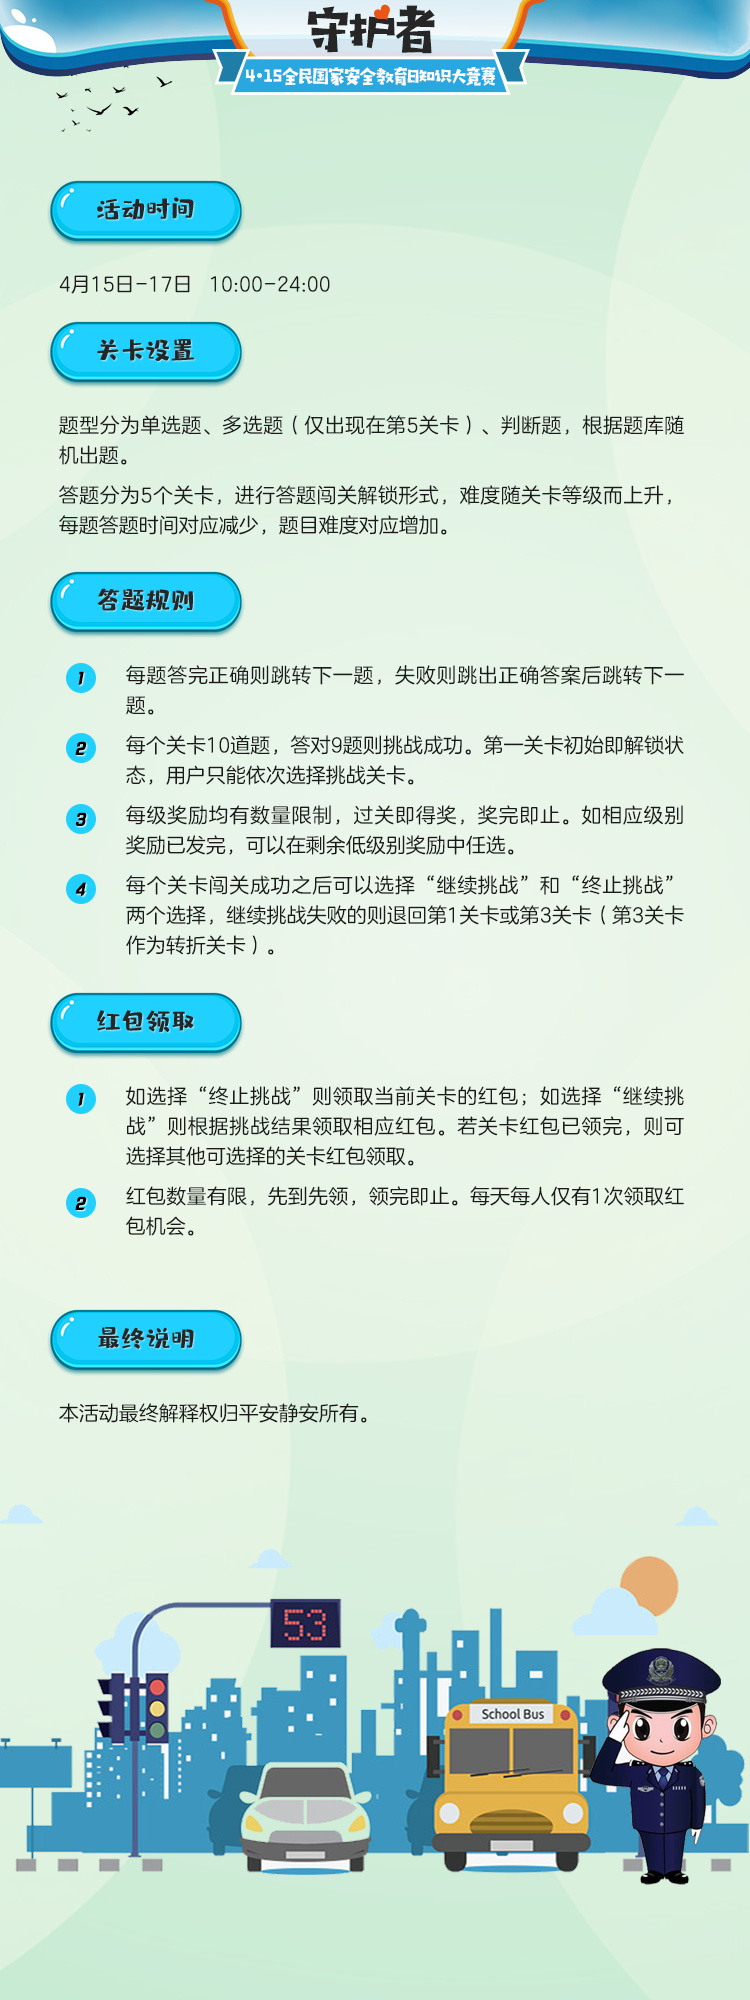 守护者
4·15全民国家安全教育日知识大竞赛
活动时间
4月15日-17日 10:00-24:00
关卡设置
题型分为单选题、多选题（仅出现在第5关卡）、判断题，根据题库随
机出题。
答题分为5个关卡，进行答题闯关解锁形式，难度随关卡等级而上升，
每题答题时间对应减少，题目难度对应增加。
答题规则
1 每题答完正确则跳转下一题，失败则跳出正确答案后跳转下一
题。
2 每个关卡10道题，答对9题则挑战成功。第一关卡初始即解锁状
态，用户只能依次选择挑战关卡。
3 每级奖励均有数量限制，过关即得奖，奖完即止。如相应级别
奖励已发完，可以在剩余低级别奖励中任选。
4 每个关卡闯关成功之后可以选择“继续挑战”和“终止挑战”
两个选择，继续挑战失败的则退回第1关卡或第3关卡（第3关卡
作为转折关卡）。
红包领取
1 如选择“终止挑战”则领取当前关卡的红包；如选择“继续挑
战”则根据挑战结果领取相应红包。若关卡红包已领完，则可
选择其他可选择的关卡红包领取。
2 红包数量有限，先到先领，领完即止。每天每人仅有1次领取红
包机会。
最终说明
本活动最终解释权归平安静安所有。
53
School Bus